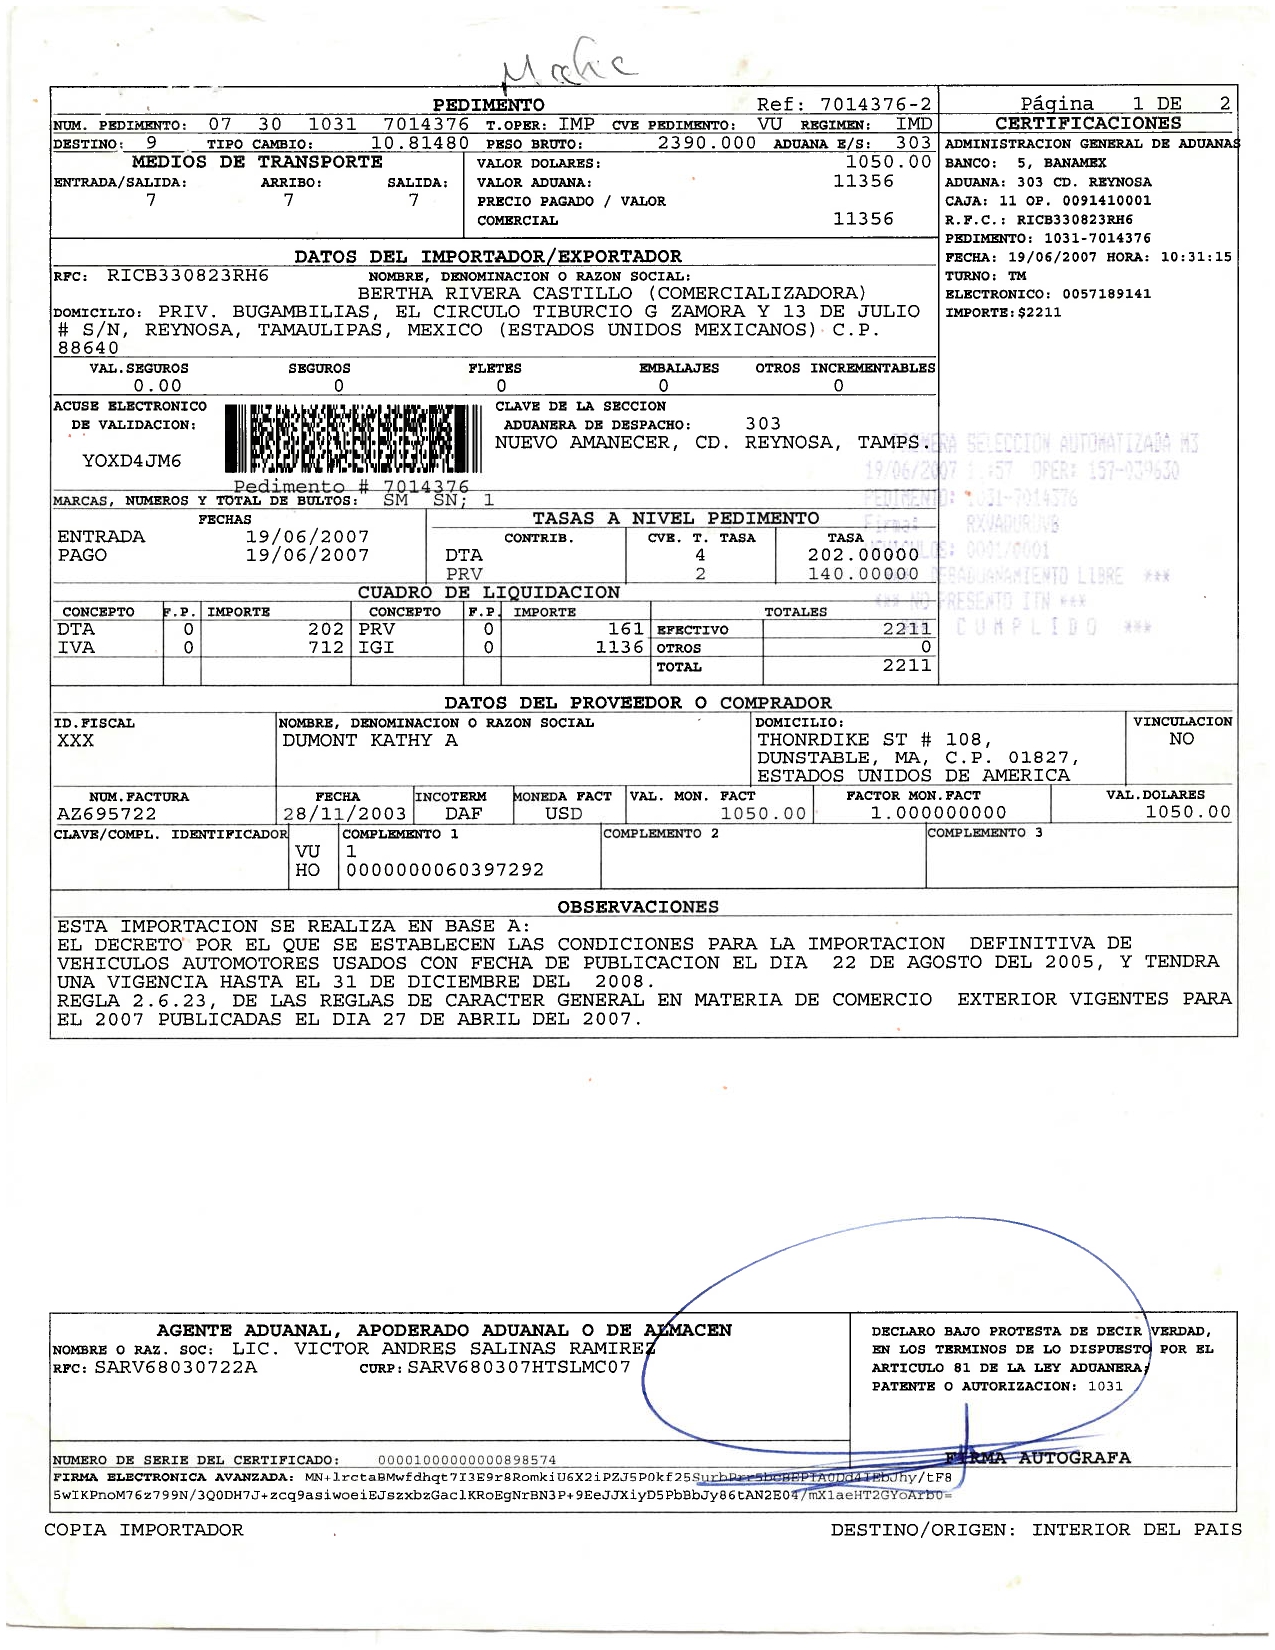 PEDIMENTO Ref: 7014376-2 Página 1 DE 2
NUM. PEDIMENTO: 07 30 1031 7014376 T.OPER: IMP CVE PEDIMENTO: VU REGIMEN: IMD CERTIFICACIONES
DESTINO: 9 TIPO CAMBIO: 10.81480 PESO BRUTO: 2390.000 ADUANA E/S: 303
MEDIOS DE TRANSPORTE
ENTRADA/SALIDA: ARRIBO: SALIDA:
7 7 7
VALOR DOLARES: 1050.00
VALOR ADUANA: 11356
PRECIO PAGADO / VALOR
COMERCIAL 11356
ADMINISTRACION GENERAL DE ADUANAS
BANCO: 5, BANAMEX
ADUANA: 303 CD. REYNOSA
CAJA: 11 OP. 0091410001
R.F.C.: RICB330823RH6
PEDIMENTO: 1031-7014376
FECHA: 19/06/2007 HORA: 10:31:15
TURNO: TM
ELECTRONICO: 0057189141
IMPORTE:$2211
DATOS DEL IMPORTADOR/EXPORTADOR
RFC: RICB330823RH6 NOMBRE, DENOMINACION O RAZON SOCIAL:
BERTHA RIVERA CASTILLO (COMERCIALIZADORA)
DOMICILIO: PRIV. BUGAMBILIAS, EL CIRCULO TIBURCIO G ZAMORA Y 13 DE JULIO
# S/N, REYNOSA, TAMAULIPAS, MEXICO (ESTADOS UNIDOS MEXICANOS) C.P.
88640
VAL.SEGUROS SEGUROS FLETES EMBALAJES OTROS INCREMENTABLES
0.00 0 0 0 0
ACUSE ELECTRONICO
DE VALIDACION:
YOXD4JM6
Pedimento # 7014376
CLAVE DE LA SECCION
ADUANERA DE DESPACHO: 303
NUEVO AMANECER, CD. REYNOSA, TAMPS.
SELECCION AUTOMATIZADA M3
19/06/2007 OPER: 157-039630
PEDIMENTO: 1031-7014376
0001/0001
DESADUANAMIENTO LIBRE ***
*** NO PRESENTO ITN ***
CUMPLIDO ***
MARCAS, NUMEROS Y TOTAL DE BULTOS: SM SN; 1
FECHAS
ENTRADA 19/06/2007
PAGO 19/06/2007
TASAS A NIVEL PEDIMENTO
CONTRIB. CVE. T. TASA TASA
DTA 4 202.00000
PRV 2 140.00000
CUADRO DE LIQUIDACION
CONCEPTO F.P. IMPORTE CONCEPTO F.P. IMPORTE TOTALES
DTA 0 202 PRV 0 161 EFECTIVO 2211
IVA 0 712 IGI 0 1136 OTROS 0
TOTAL 2211
DATOS DEL PROVEEDOR O COMPRADOR
ID.FISCAL NOMBRE, DENOMINACION O RAZON SOCIAL DOMICILIO: VINCULACION
XXX DUMONT KATHY A THONRDIKE ST # 108, NO
DUNSTABLE, MA, C.P. 01827,
ESTADOS UNIDOS DE AMERICA
NUM.FACTURA FECHA INCOTERM MONEDA FACT VAL. MON. FACT FACTOR MON.FACT VAL.DOLARES
AZ695722 28/11/2003 DAF USD 1050.00 1.000000000 1050.00
CLAVE/COMPL. IDENTIFICADOR COMPLEMENTO 1 COMPLEMENTO 2 COMPLEMENTO 3
VU 1
HO 0000000060397292
OBSERVACIONES
ESTA IMPORTACION SE REALIZA EN BASE A:
EL DECRETO POR EL QUE SE ESTABLECEN LAS CONDICIONES PARA LA IMPORTACION DEFINITIVA DE
VEHICULOS AUTOMOTORES USADOS CON FECHA DE PUBLICACION EL DIA 22 DE AGOSTO DEL 2005, Y TENDRA
UNA VIGENCIA HASTA EL 31 DE DICIEMBRE DEL 2008.
REGLA 2.6.23, DE LAS REGLAS DE CARACTER GENERAL EN MATERIA DE COMERCIO EXTERIOR VIGENTES PARA
EL 2007 PUBLICADAS EL DIA 27 DE ABRIL DEL 2007.
AGENTE ADUANAL, APODERADO ADUANAL O DE ALMACEN
NOMBRE O RAZ. SOC: LIC. VICTOR ANDRES SALINAS RAMIREZ
RFC: SARV68030722A CURP: SARV680307HTSLMC07
DECLARO BAJO PROTESTA DE DECIR VERDAD,
EN LOS TERMINOS DE LO DISPUESTO POR EL
ARTICULO 81 DE LA LEY ADUANERA;
PATENTE O AUTORIZACION: 1031
FIRMA AUTOGRAFA
NUMERO DE SERIE DEL CERTIFICADO: 00001000000000898574
FIRMA ELECTRONICA AVANZADA: MN+lrctaBMwfdhqt7I3E9r8RomkiU6X2iPZJ5P0kf25SurbPrr5bcBEPIA0Dd41EbJhy/tF8
5wIKPnoM76z799N/3Q0DH7J+zcq9asiwoeiEJszxbzGaclKRoEgNrBN3P+9EeJJXiyD5PbBbJy86tAN2E04/mX1aeHT2GYoArb0=
COPIA IMPORTADOR DESTINO/ORIGEN: INTERIOR DEL PAIS